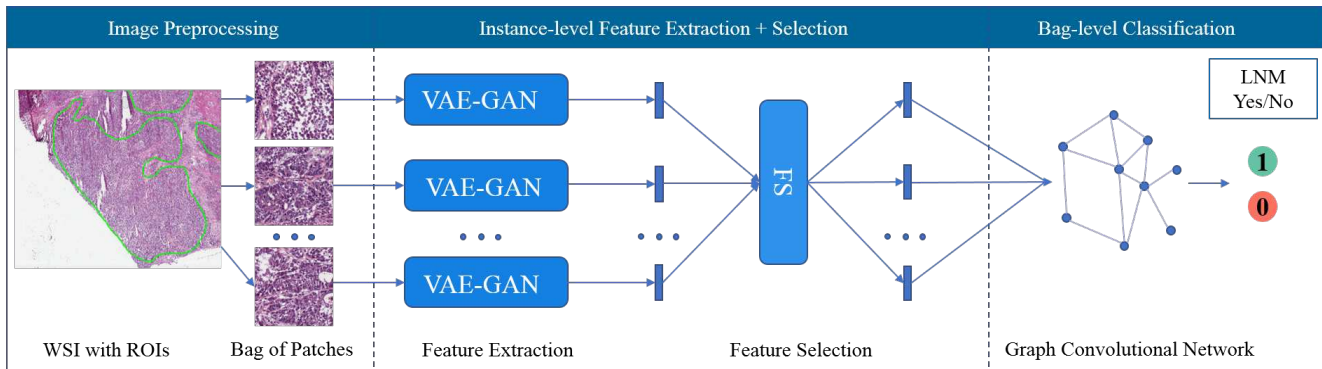 Image Preprocessing
Instance-level Feature Extraction + Selection
Bag-level Classification
LNM
Yes/No
VAE-GAN
VAE-GAN
VAE-GAN
FS
1
0
WSI with ROIs
Bag of Patches
Feature Extraction
Feature Selection
Graph Convolutional Network